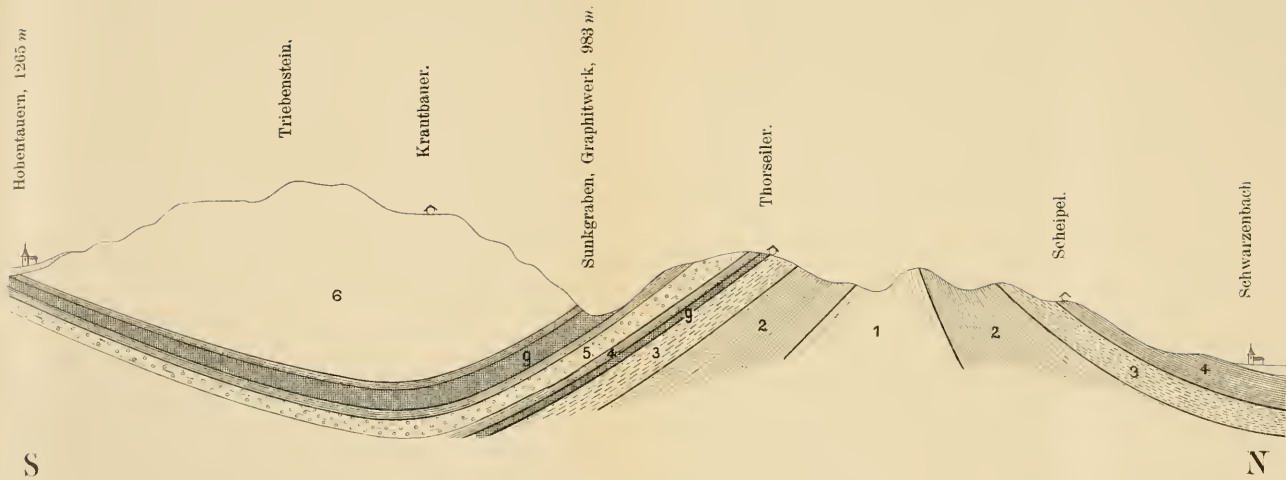 Hohentauern, 1265 m
Triebenstein.
Krautbauer.
Sunkgraben, Graphitwerk, 983 m.
Thorseiler.
Scheipel.
Schwarzenbach
6
g
5.
4
g
3
2
1
2
3
4
S
N